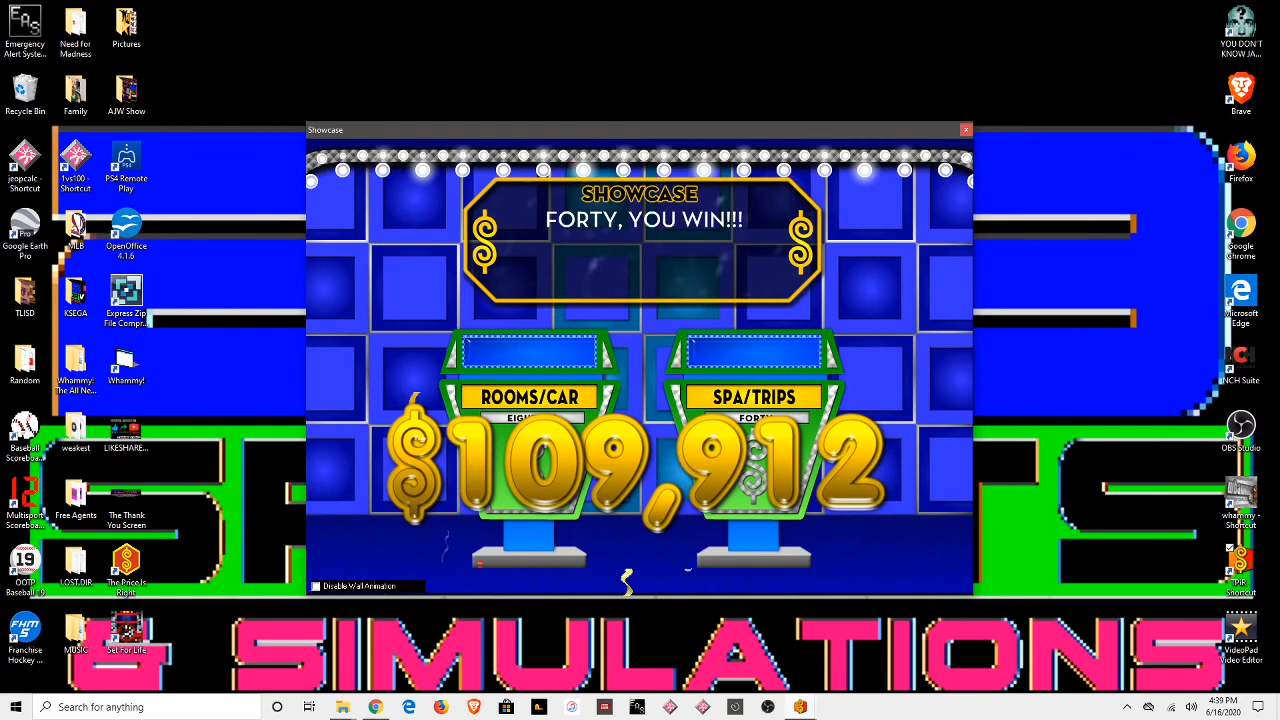 Emergency
Alert Syste...
Need for
Madness
Pictures
Recycle Bin
Family
AJW Show
jeopcalc -
Shortcut
1vs100 -
Shortcut
PS4 Remote
Play
Google Earth
Pro
MLB
OpenOffice
4.1.6
TLISD
KSEGA
Express Zip
File Compr...
Random
Whammy!
The All Ne...
Whammy!
Baseball
Scoreboa...
weakest
LIKESHARE...
Multisport
Scoreboa...
Free Agents
The Thank
You Screen
OOTP
Baseball 19
LOST.DIR
The Price Is
Right
Franchise
Hockey ...
MUSIC
Set For Life
Showcase
SHOWCASE
FORTY, YOU WIN!!!
ROOMS/CAR
SPA/TRIPS
FORTY
$109,912
Disable Wall Animation
& SIMULATIONS
YOU DON'T
KNOW JA...
Brave
Firefox
Google
Chrome
Microsoft
Edge
NCH Suite
OBS Studio
whammy -
Shortcut
TPiR
Shortcut
VideoPad
Video Editor
Search for anything
4:39 PM
6/16/2020